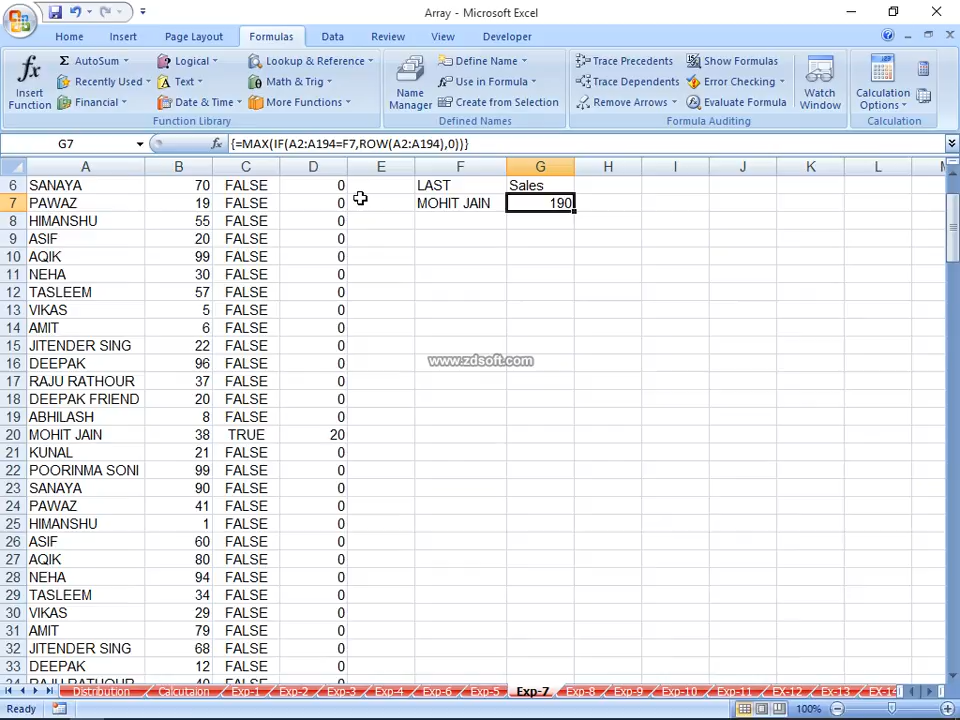 Array - Microsoft Excel
Home Insert Page Layout Formulas Data Review View Developer
fx Insert Function
Σ AutoSum
Recently Used
Financial
Logical
Text
Date & Time
Lookup & Reference
Math & Trig
More Functions
Function Library
Name Manager
Define Name
Use in Formula
Create from Selection
Defined Names
Trace Precedents
Trace Dependents
Remove Arrows
Show Formulas
Error Checking
Evaluate Formula
Formula Auditing
Watch Window
Calculation Options
Calculation
G7 fx {=MAX(IF(A2:A194=F7,ROW(A2:A194),0))}
A B C D E F G H I J K L M
6 SANAYA 70 FALSE 0 LAST Sales
7 PAWAZ 19 FALSE 0 MOHIT JAIN 190
8 HIMANSHU 55 FALSE 0
9 ASIF 20 FALSE 0
10 AQIK 99 FALSE 0
11 NEHA 30 FALSE 0
12 TASLEEM 57 FALSE 0
13 VIKAS 5 FALSE 0
14 AMIT 6 FALSE 0
15 JITENDER SING 22 FALSE 0
16 DEEPAK 96 FALSE 0
www.zdsoft.com
17 RAJU RATHOUR 37 FALSE 0
18 DEEPAK FRIEND 20 FALSE 0
19 ABHILASH 8 FALSE 0
20 MOHIT JAIN 38 TRUE 20
21 KUNAL 21 FALSE 0
22 POORINMA SONI 99 FALSE 0
23 SANAYA 90 FALSE 0
24 PAWAZ 41 FALSE 0
25 HIMANSHU 1 FALSE 0
26 ASIF 60 FALSE 0
27 AQIK 80 FALSE 0
28 NEHA 94 FALSE 0
29 TASLEEM 34 FALSE 0
30 VIKAS 29 FALSE 0
31 AMIT 79 FALSE 0
32 JITENDER SING 68 FALSE 0
33 DEEPAK 12 FALSE 0
34 RAJU RATHOUR 40 FALSE 0
Distribution Calcutaion Exp-1 Exp-2 Exp-3 Exp-4 Exp-6 Exp-5 Exp-7 Exp-8 Exp-9 Exp-10 Exp-11 EX-12 Ex-13 EX-14
Ready 100%